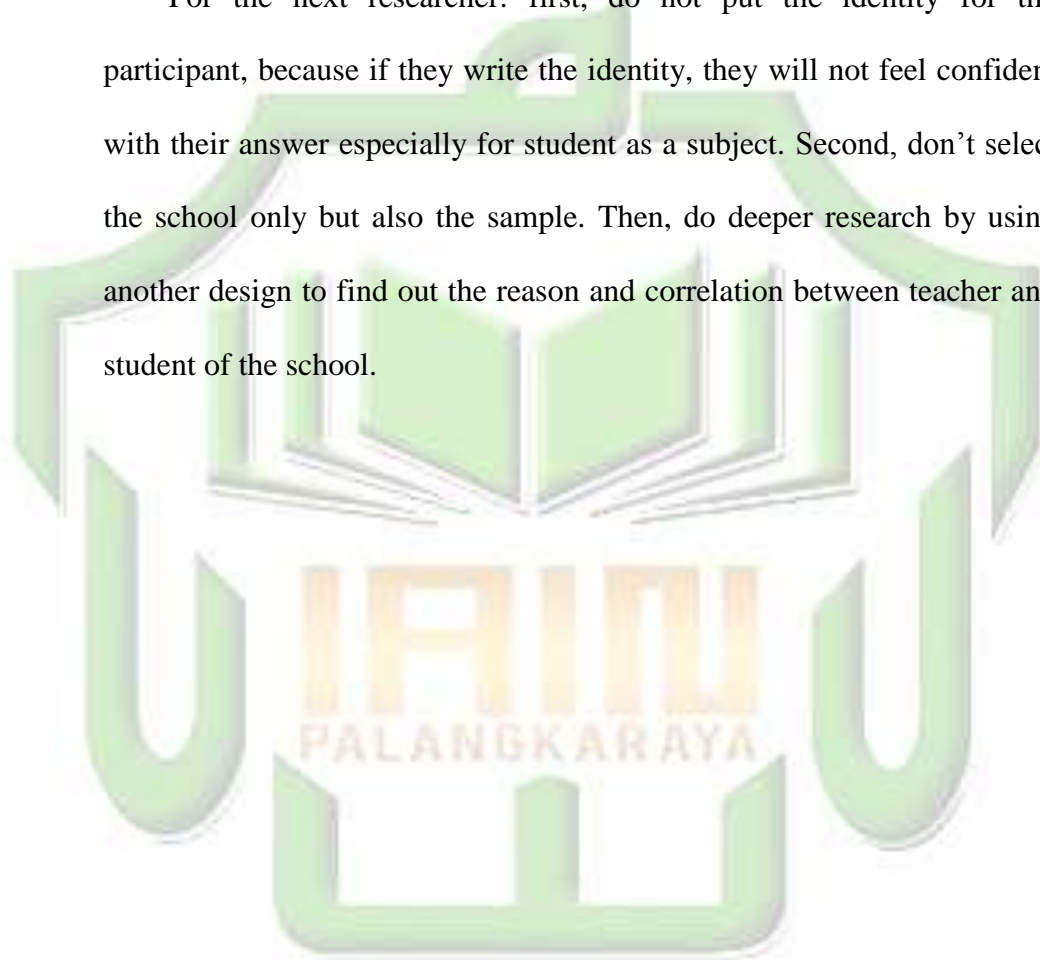 For the next researcher: first, do not put the identity for th
participant, because if they write the identity, they will not feel confiden
with their answer especially for student as a subject. Second, don't selec
the school only but also the sample. Then, do deeper research by usin
another design to find out the reason and correlation between teacher an
student of the school.
IAIN
PALANGKARAYA